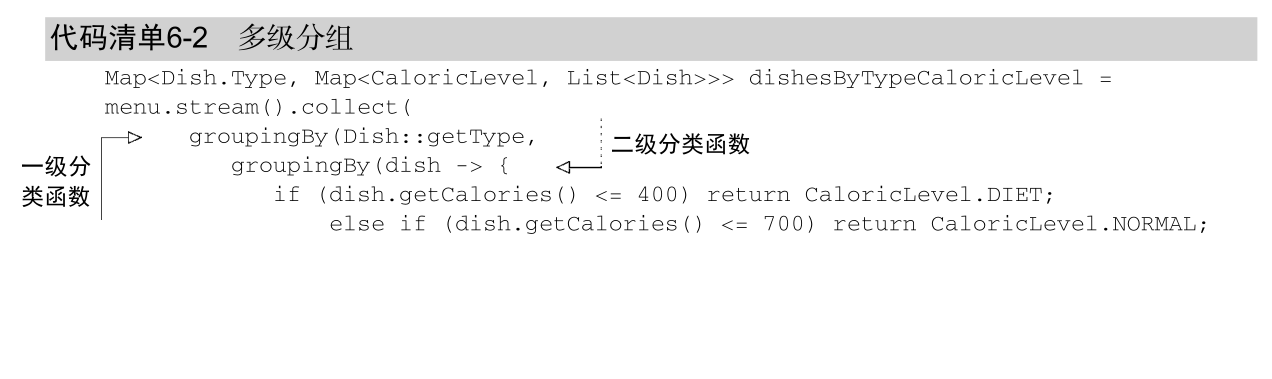 代码清单6-2 多级分组
Map<Dish.Type, Map<CaloricLevel, List<Dish>>> dishesByTypeCaloricLevel =
menu.stream().collect(
groupingBy(Dish::getType,
二级分类函数
一级分
类函数
groupingBy(dish -> {
if (dish.getCalories() <= 400) return CaloricLevel.DIET;
else if (dish.getCalories() <= 700) return CaloricLevel.NORMAL;